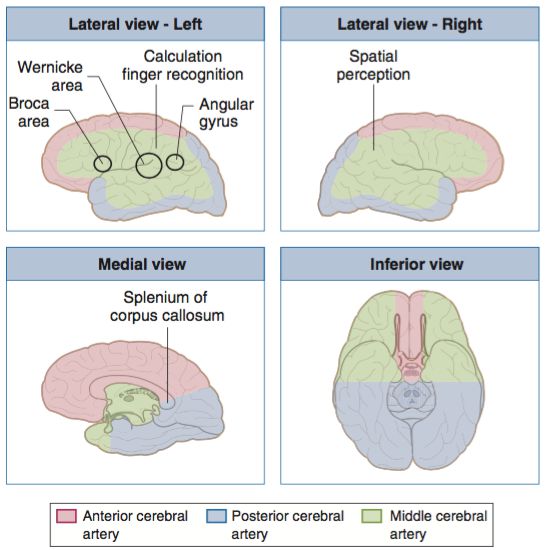 Lateral view - Left
Wernicke
area
Calculation
finger recognition
Broca
area
Angular
gyrus
Lateral view - Right
Spatial
perception
Medial view
Splenium of
corpus callosum
Inferior view
Anterior cerebral
artery
Posterior cerebral
artery
Middle cerebral
artery